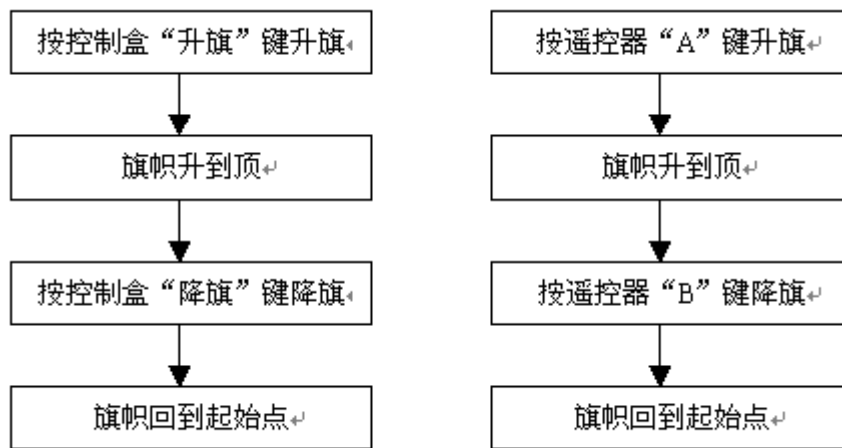 按控制盒“升旗”键升旗
旗帜升到顶
按控制盒“降旗”键降旗
旗帜回到起始点
按遥控器“A”键升旗
旗帜升到顶
按遥控器“B”键降旗
旗帜回到起始点